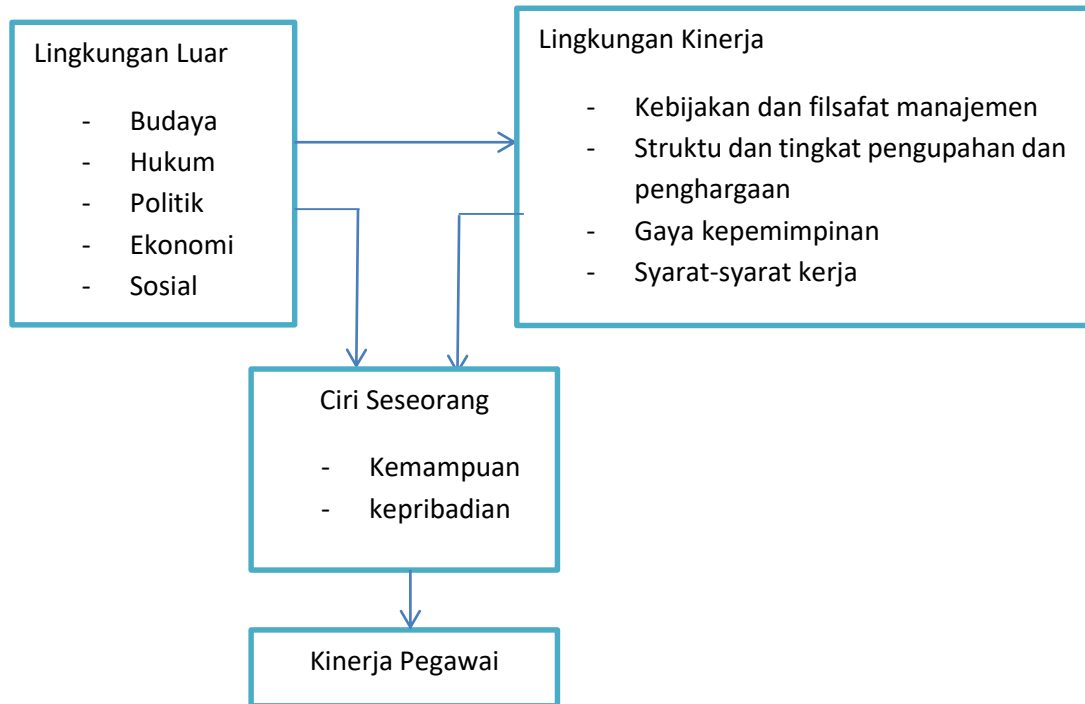 Lingkungan Luar
- Budaya
- Hukum
- Politik
- Ekonomi
- Sosial
Lingkungan Kinerja
- Kebijakan dan filsafat manajemen
- Struktu dan tingkat pengupahan dan
penghargaan
- Gaya kepemimpinan
- Syarat-syarat kerja
Ciri Seseorang
- Kemampuan
- kepribadian
Kinerja Pegawai